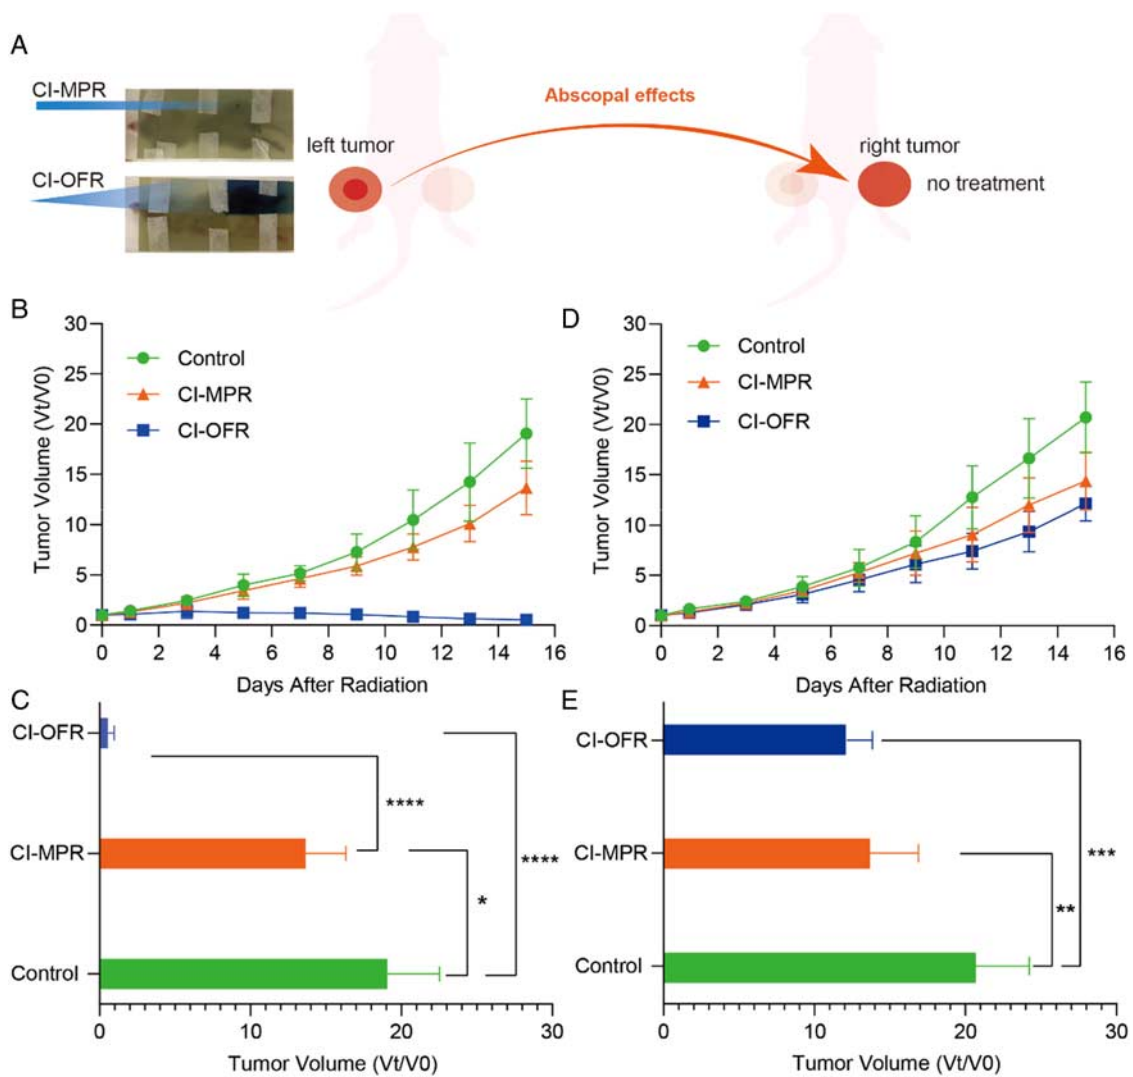 A
CI-MPR
CI-OFR
left tumor
Abscopal effects
right tumor
no treatment
B
30
25
20
15
10
5
0
Tumor Volume (Vt/V0)
Control
CI-MPR
CI-OFR
0 2 4 6 8 10 12 14 16
Days After Radiation
D
30
25
20
15
10
5
0
Tumor Volume (Vt/V0)
Control
CI-MPR
CI-OFR
0 2 4 6 8 10 12 14 16
Days After Radiation
C
CI-OFR
CI-MPR
Control
****
*
****
0 10 20 30
Tumor Volume (Vt/V0)
E
CI-OFR
CI-MPR
Control
**
***
0 10 20 30
Tumor Volume (Vt/V0)